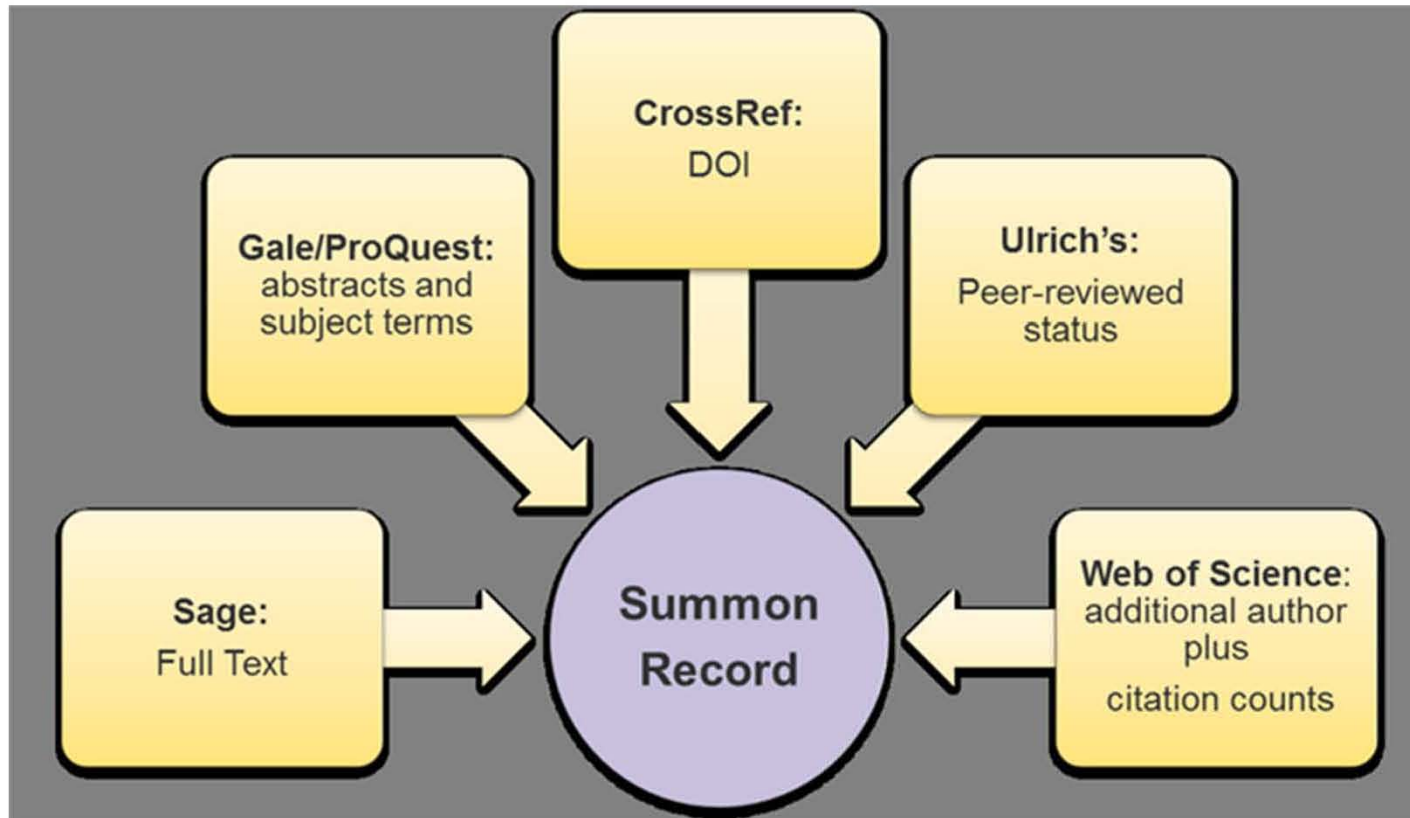 CrossRef:
DOI
Gale/ProQuest:
abstracts and
subject terms
Ulrich’s:
Peer-reviewed
status
Sage:
Full Text
Summon
Record
Web of Science:
additional author
plus
citation counts